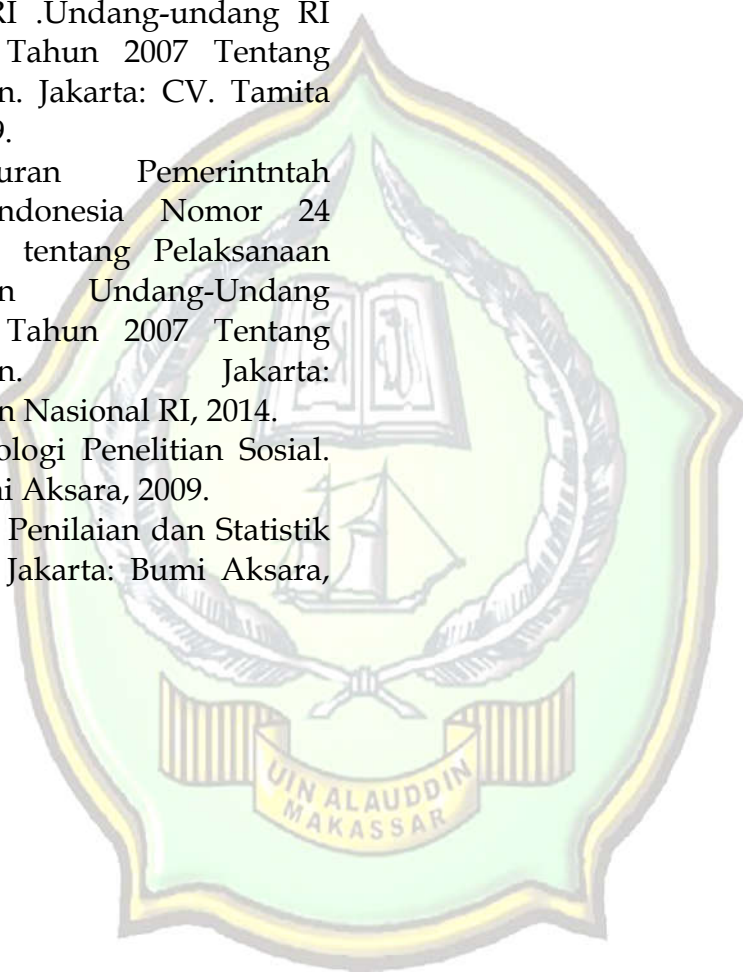 RI .Undang-undang RI
Tahun 2007 Tentang
n. Jakarta: CV. Tamita
9.
uran Pemerintntah
ndonesia Nomor 24
tentang Pelaksanaan
n Undang-Undang
Tahun 2007 Tentang
n. Jakarta:
n Nasional RI, 2014.
ologi Penelitian Sosial.
ni Aksara, 2009.
Penilaian dan Statistik
Jakarta: Bumi Aksara,
UIN ALAUDDIN
MAKASSAR